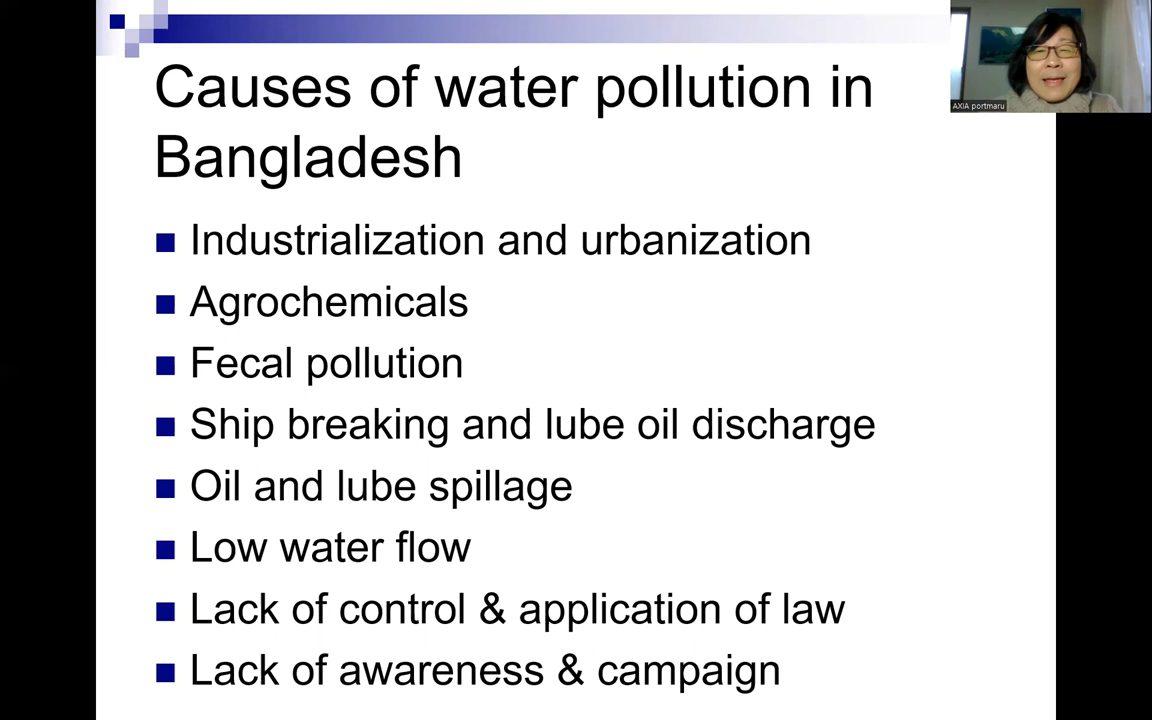 Causes of water pollution in
Bangladesh
Industrialization and urbanization
Agrochemicals
Fecal pollution
Ship breaking and lube oil discharge
Oil and lube spillage
Low water flow
Lack of control & application of law
Lack of awareness & campaign
AXIA portmaru